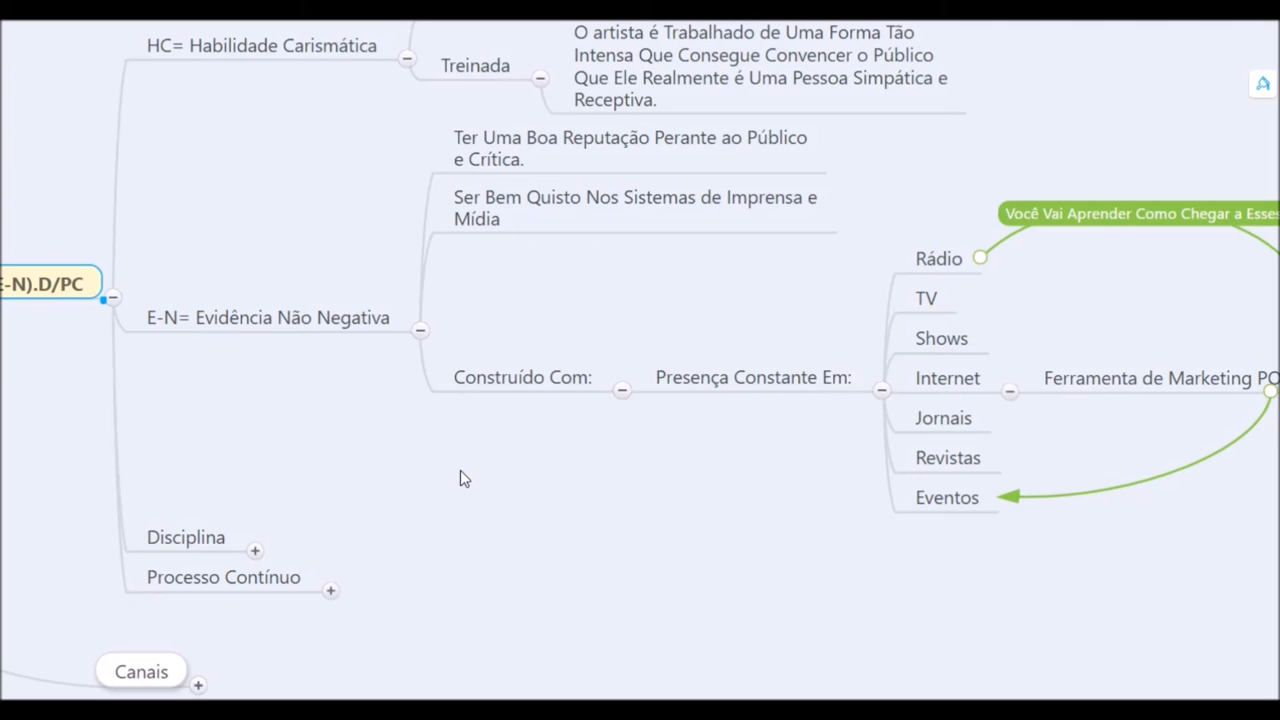 HC= Habilidade Carismática
Treinada
O artista é Trabalhado de Uma Forma Tão
Intensa Que Consegue Convencer o Público
Que Ele Realmente é Uma Pessoa Simpática e
Receptiva.
Ter Uma Boa Reputação Perante ao Público
e Crítica.
Ser Bem Quisto Nos Sistemas de Imprensa e
Mídia
Você Vai Aprender Como Chegar a Esses
E-N).D/PC
E-N= Evidência Não Negativa
Construído Com:
Presença Constante Em:
Rádio
TV
Shows
Internet
Jornais
Revistas
Eventos
Ferramenta de Marketing
Disciplina
Processo Contínuo
Canais